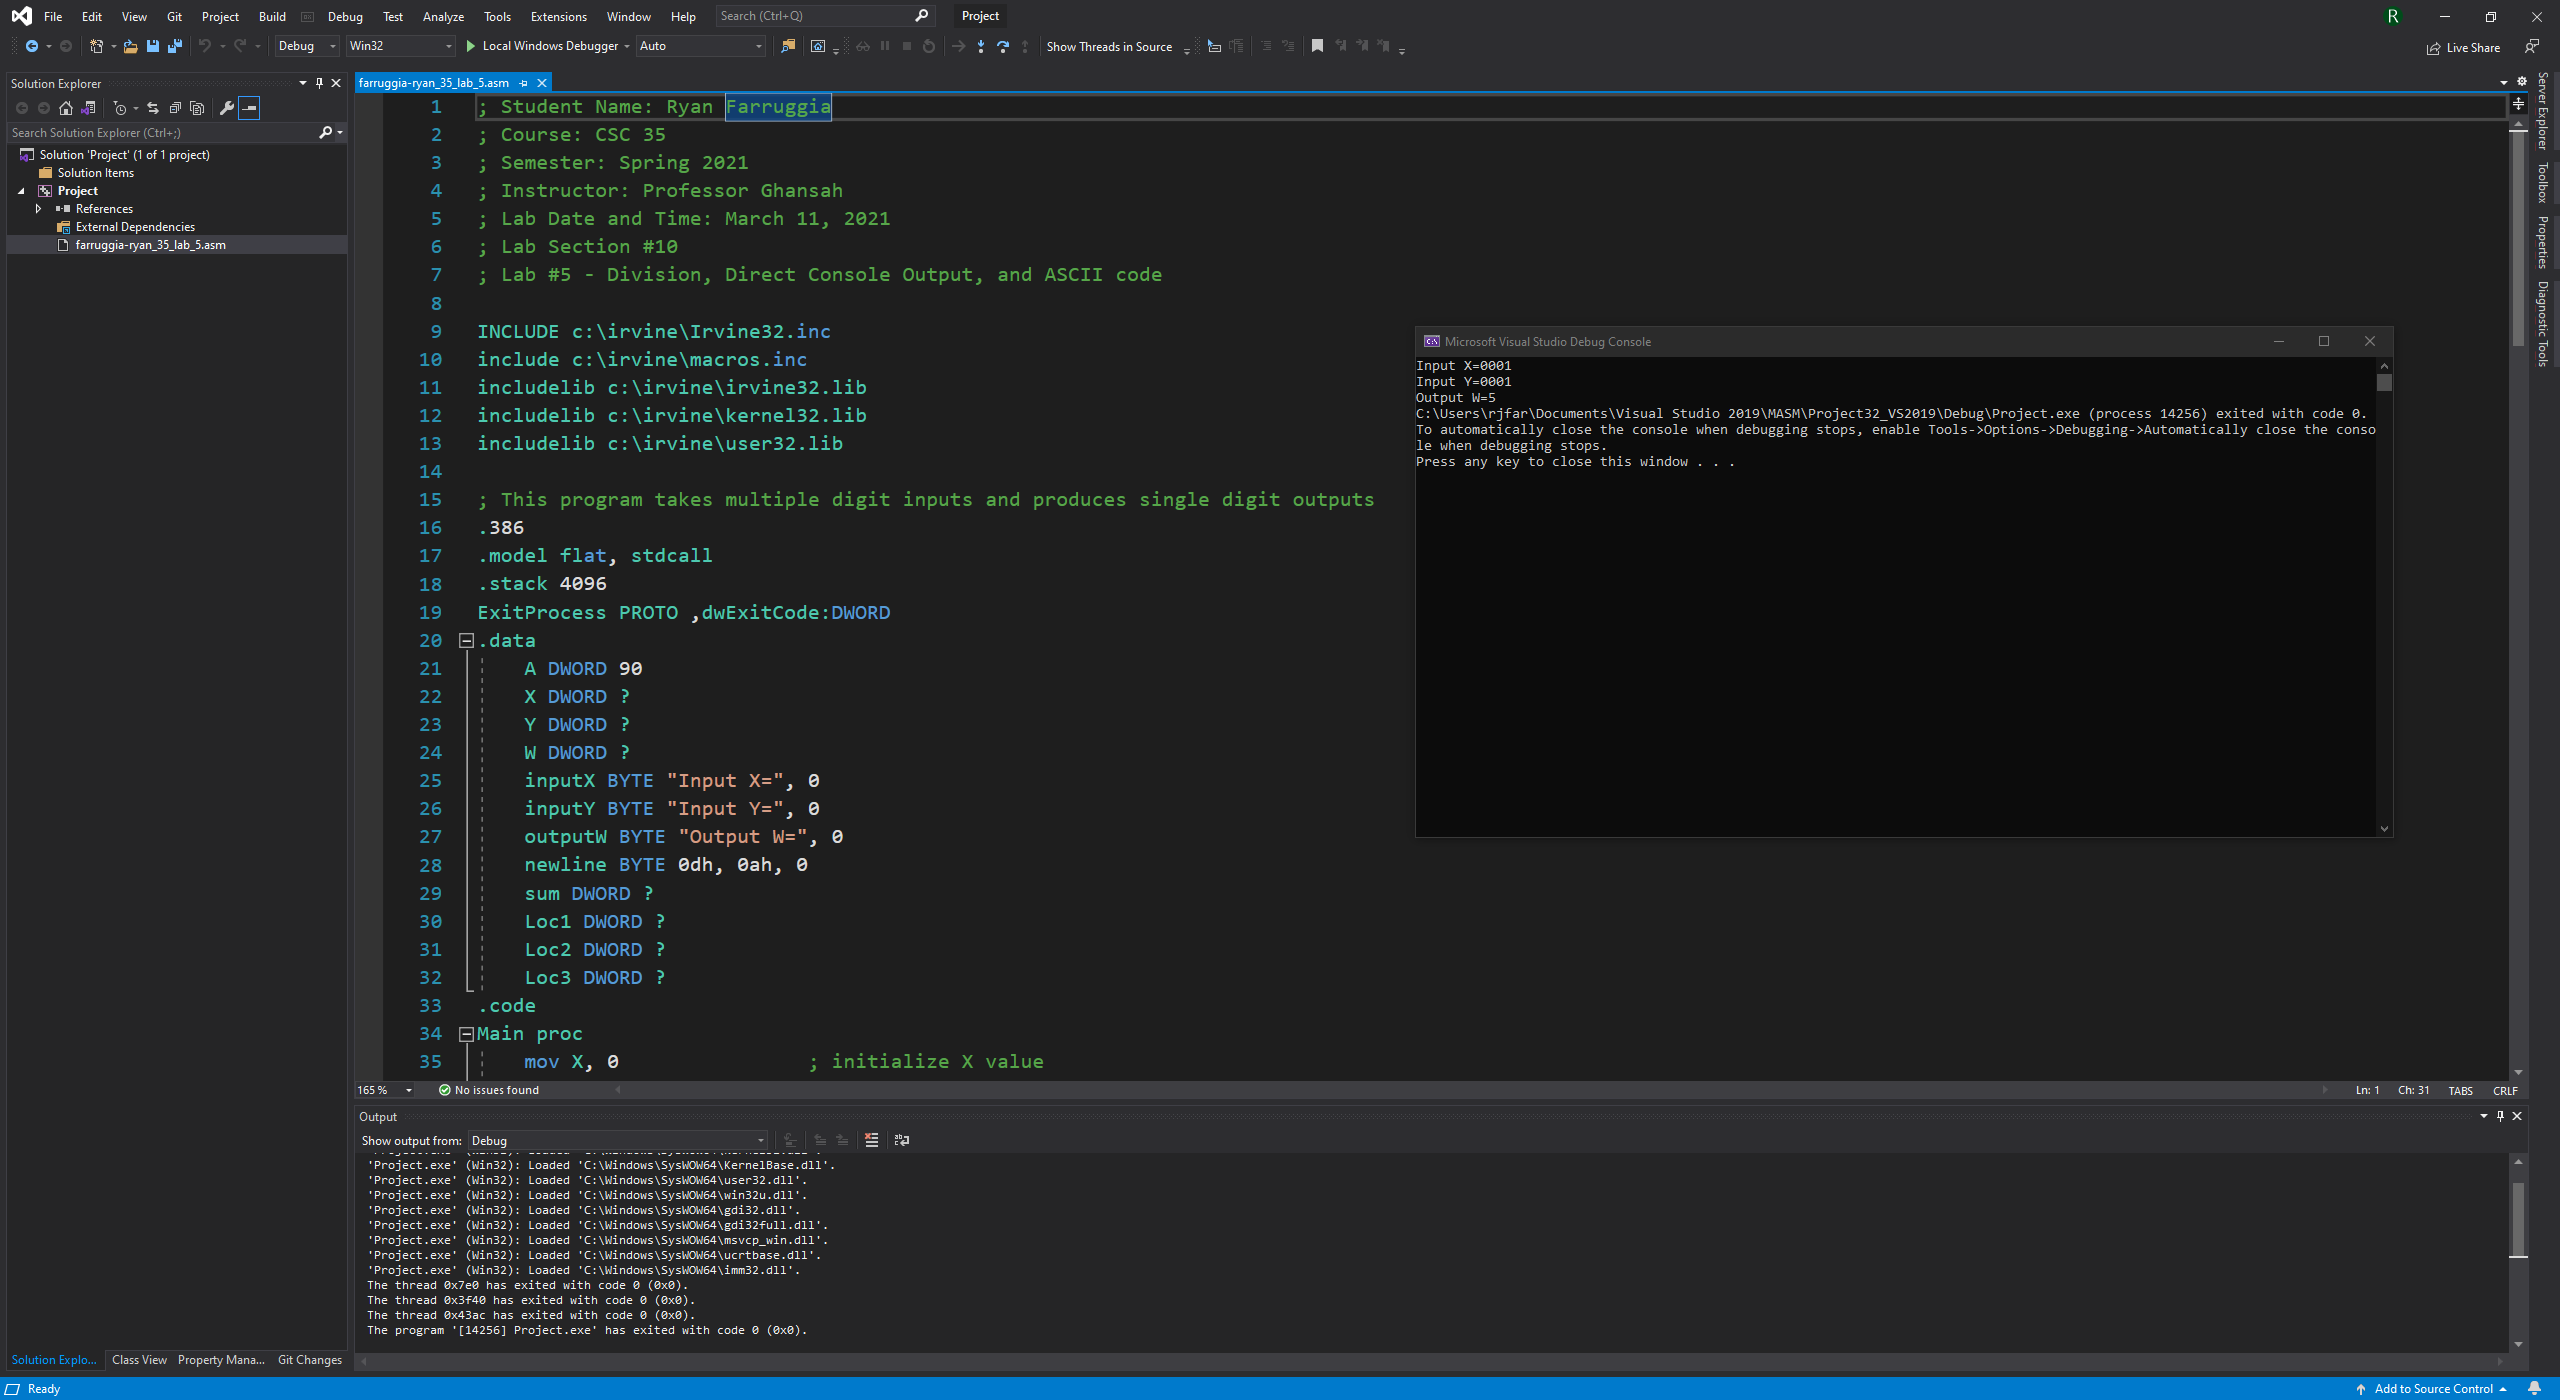 File Edit View Git Project Build Debug Test Analyze Tools Extensions Window Help Search (Ctrl+Q) Project R
Debug Win32 Local Windows Debugger Auto Show Threads in Source Live Share
Solution Explorer
Search Solution Explorer (Ctrl+;)
Solution 'Project' (1 of 1 project)
Solution Items
Project
References
External Dependencies
farruggia-ryan_35_lab_5.asm
Solution Explo... Class View Property Mana... Git Changes
farruggia-ryan_35_lab_5.asm
1 ; Student Name: Ryan Farruggia
2 ; Course: CSC 35
3 ; Semester: Spring 2021
4 ; Instructor: Professor Ghansah
5 ; Lab Date and Time: March 11, 2021
6 ; Lab Section #10
7 ; Lab #5 - Division, Direct Console Output, and ASCII code
8
9 INCLUDE c:\irvine\Irvine32.inc
10 include c:\irvine\macros.inc
11 includelib c:\irvine\irvine32.lib
12 includelib c:\irvine\kernel32.lib
13 includelib c:\irvine\user32.lib
14
15 ; This program takes multiple digit inputs and produces single digit outputs
16 .386
17 .model flat, stdcall
18 .stack 4096
19 ExitProcess PROTO ,dwExitCode:DWORD
20 .data
21 A DWORD 90
22 X DWORD ?
23 Y DWORD ?
24 W DWORD ?
25 inputX BYTE "Input X=", 0
26 inputY BYTE "Input Y=", 0
27 outputW BYTE "Output W=", 0
28 newline BYTE 0dh, 0ah, 0
29 sum DWORD ?
30 Loc1 DWORD ?
31 Loc2 DWORD ?
32 Loc3 DWORD ?
33 .code
34 Main proc
35 mov X, 0 ; initialize X value
165 % No issues found Ln: 1 Ch: 31 TABS CRLF
Microsoft Visual Studio Debug Console
Input X=0001
Input Y=0001
Output W=5
C:\Users\rjfar\Documents\Visual Studio 2019\MASM\Project32_VS2019\Debug\Project.exe (process 14256) exited with code 0.
To automatically close the console when debugging stops, enable Tools->Options->Debugging->Automatically close the conso
le when debugging stops.
Press any key to close this window . . .
Server Explorer
Toolbox
Properties
Diagnostic Tools
Output
Show output from: Debug
'Project.exe' (Win32): Loaded 'C:\Windows\SysWOW64\KernelBase.dll'.
'Project.exe' (Win32): Loaded 'C:\Windows\SysWOW64\user32.dll'.
'Project.exe' (Win32): Loaded 'C:\Windows\SysWOW64\win32u.dll'.
'Project.exe' (Win32): Loaded 'C:\Windows\SysWOW64\gdi32.dll'.
'Project.exe' (Win32): Loaded 'C:\Windows\SysWOW64\gdi32full.dll'.
'Project.exe' (Win32): Loaded 'C:\Windows\SysWOW64\msvcp_win.dll'.
'Project.exe' (Win32): Loaded 'C:\Windows\SysWOW64\ucrtbase.dll'.
'Project.exe' (Win32): Loaded 'C:\Windows\SysWOW64\imm32.dll'.
The thread 0x7e0 has exited with code 0 (0x0).
The thread 0x3f40 has exited with code 0 (0x0).
The thread 0x43ac has exited with code 0 (0x0).
The program '[14256] Project.exe' has exited with code 0 (0x0).
Ready Add to Source Control